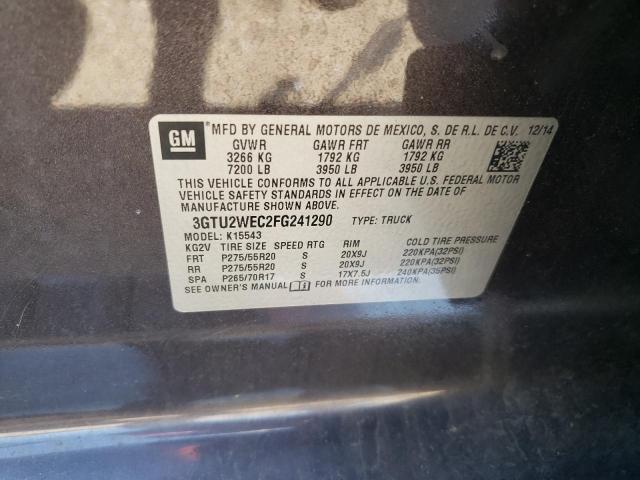 GM
MFD BY GENERAL MOTORS DE MEXICO, S. DE R.L. DE C.V. 12/14
GVWR GAWR FRT GAWR RR
3266 KG 1792 KG 1792 KG
7200 LB 3950 LB 3950 LB
THIS VEHICLE CONFORMS TO ALL APPLICABLE U.S. FEDERAL MOTOR
VEHICLE SAFETY STANDARDS IN EFFECT ON THE DATE OF
MANUFACTURE SHOWN ABOVE.
3GTU2WEC2FG241290 TYPE: TRUCK
MODEL: K15543
KG2V TIRE SIZE SPEED RTG RIM COLD TIRE PRESSURE
FRT P275/55R20 S 20X9J 220KPA(32PSI)
RR P275/55R20 S 20X9J 220KPA(32PSI)
SPA P265/70R17 S 17X7.5J 240KPA(35PSI)
SEE OWNER'S MANUAL FOR MORE INFORMATION.